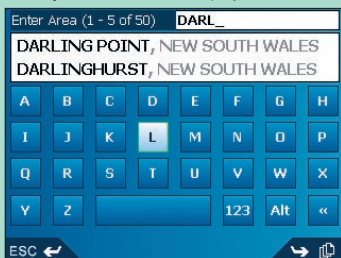 Enter Area (1 - 5 of 50) DARL_
DARLING POINT, NEW SOUTH WALES
DARLINGHURST, NEW SOUTH WALES
A B C D E F G H
I J K L M N O P
Q R S T U V W X
Y Z 123 Alt «
ESC